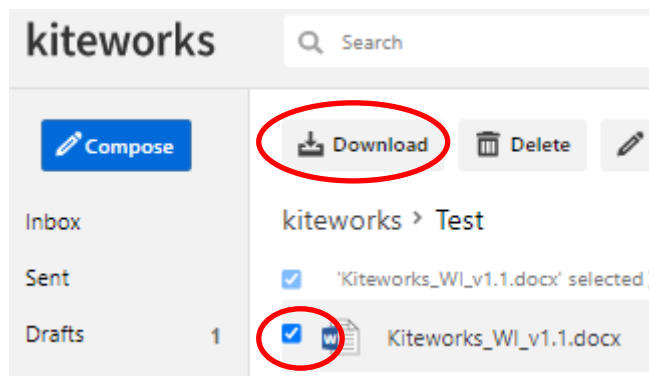 kiteworks
Search
Compose
Download
Delete
Inbox
kiteworks > Test
Sent
'Kiteworks_WI_v1.1.docx' selected
Drafts 1
W
Kiteworks_WI_v1.1.docx